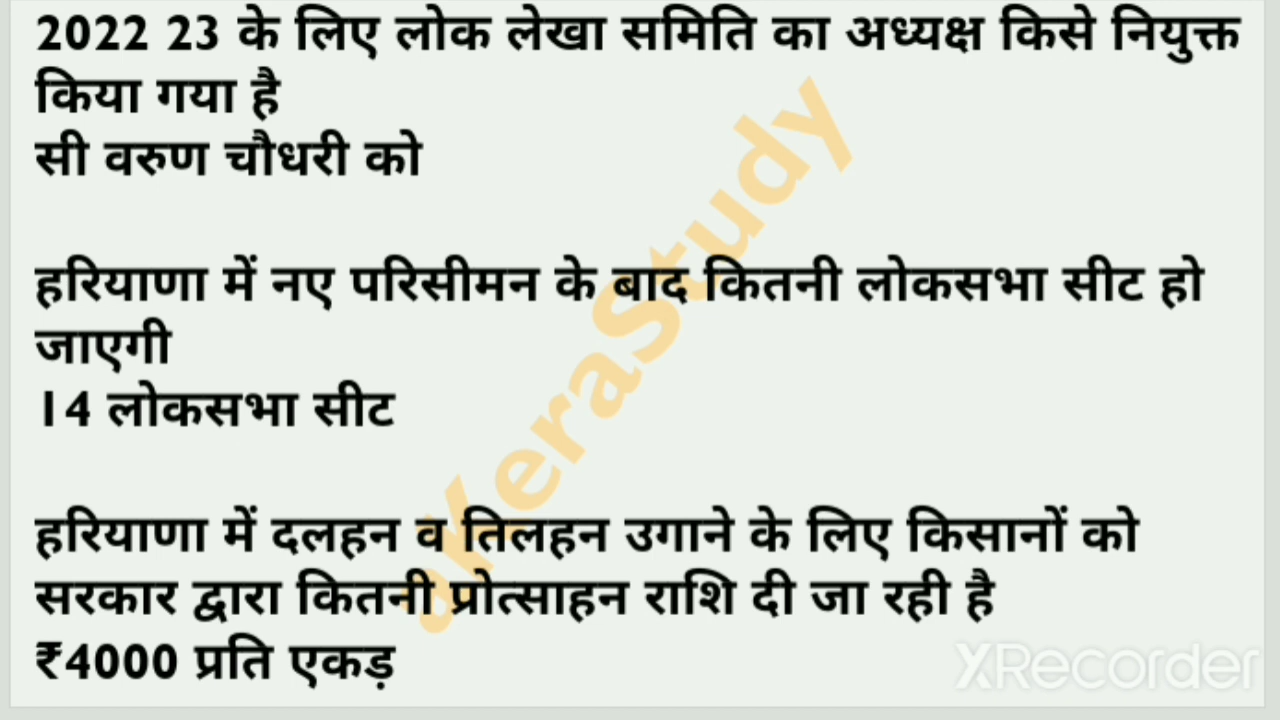 2022 23 के लिए लोक लेखा समिति का अध्यक्ष किसे नियुक्त
किया गया है
सी वरुण चौधरी को
हरियाणा में नए परिसीमन के बाद कितनी लोकसभा सीट हो
जाएगी
14 लोकसभा सीट
हरियाणा में दलहन व तिलहन उगाने के लिए किसानों को
सरकार द्वारा कितनी प्रोत्साहन राशि दी जा रही है
₹4000 प्रति एकड़
aKeraStudy
XRecorder